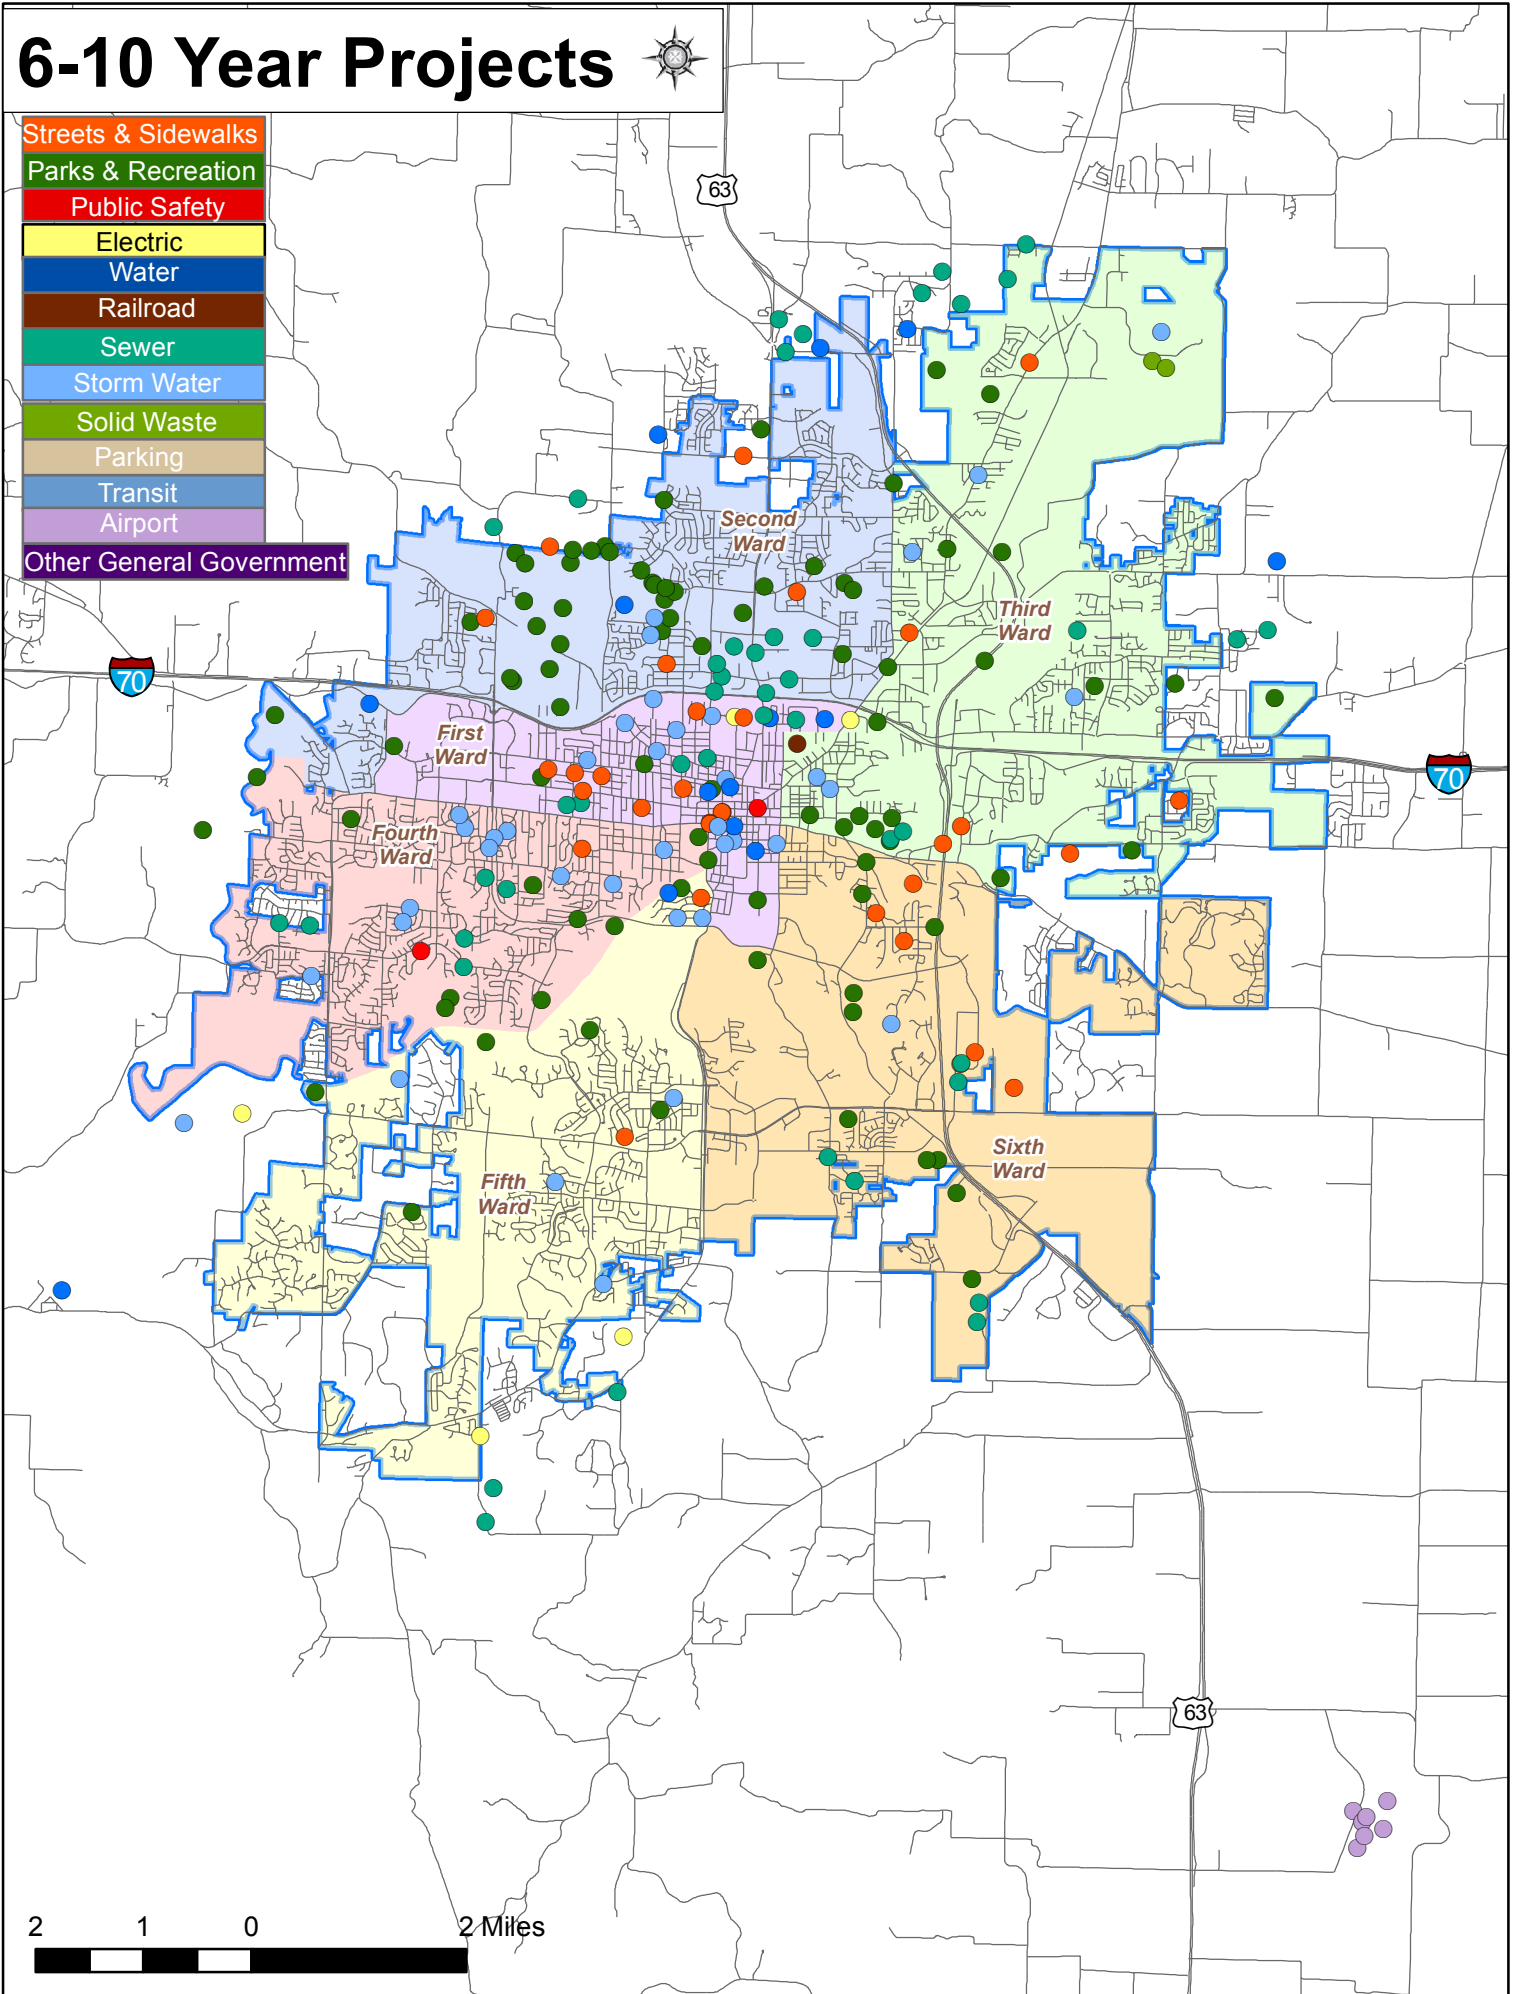 6-10 Year Projects
Streets & Sidewalks
Parks & Recreation
Public Safety
Electric
Water
Railroad
Sewer
Storm Water
Solid Waste
Parking
Transit
Airport
Other General Government
63
Second
Ward
Third
Ward
70
First
Ward
70
Fourth
Ward
Sixth
Ward
Fifth
Ward
63
2 1 0 2 Miles